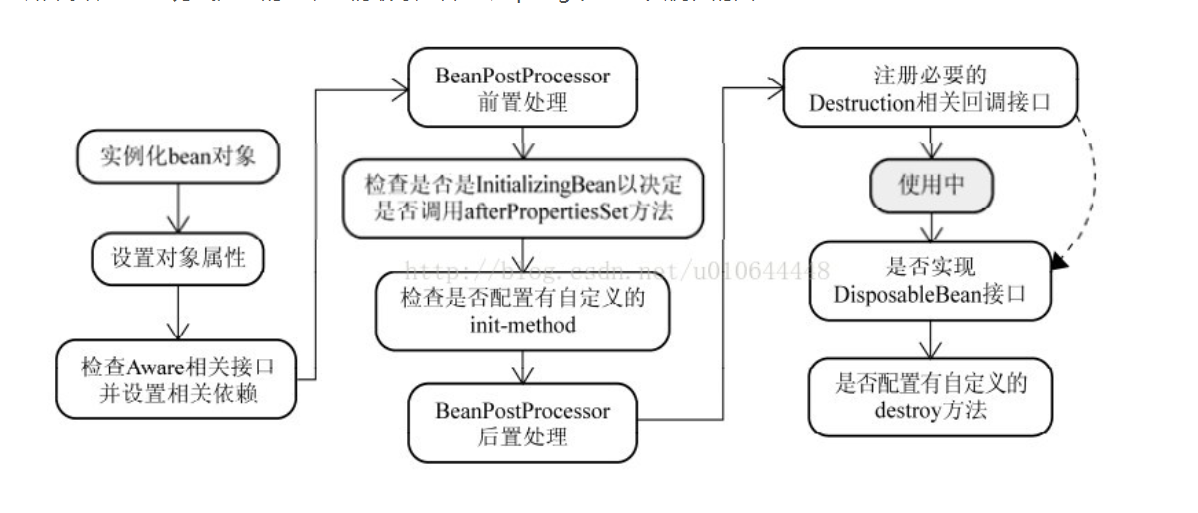 实例化bean对象
设置对象属性
检查Aware相关接口
并设置相关依赖
BeanPostProcessor
前置处理
检查是否是InitializingBean以决定
是否调用afterPropertiesSet方法
检查是否配置有自定义的
init-method
BeanPostProcessor
后置处理
注册必要的
Destruction相关回调接口
使用中
是否实现
DisposableBean接口
是否配置有自定义的
destroy方法
http://blog.csdn.net/u010644448